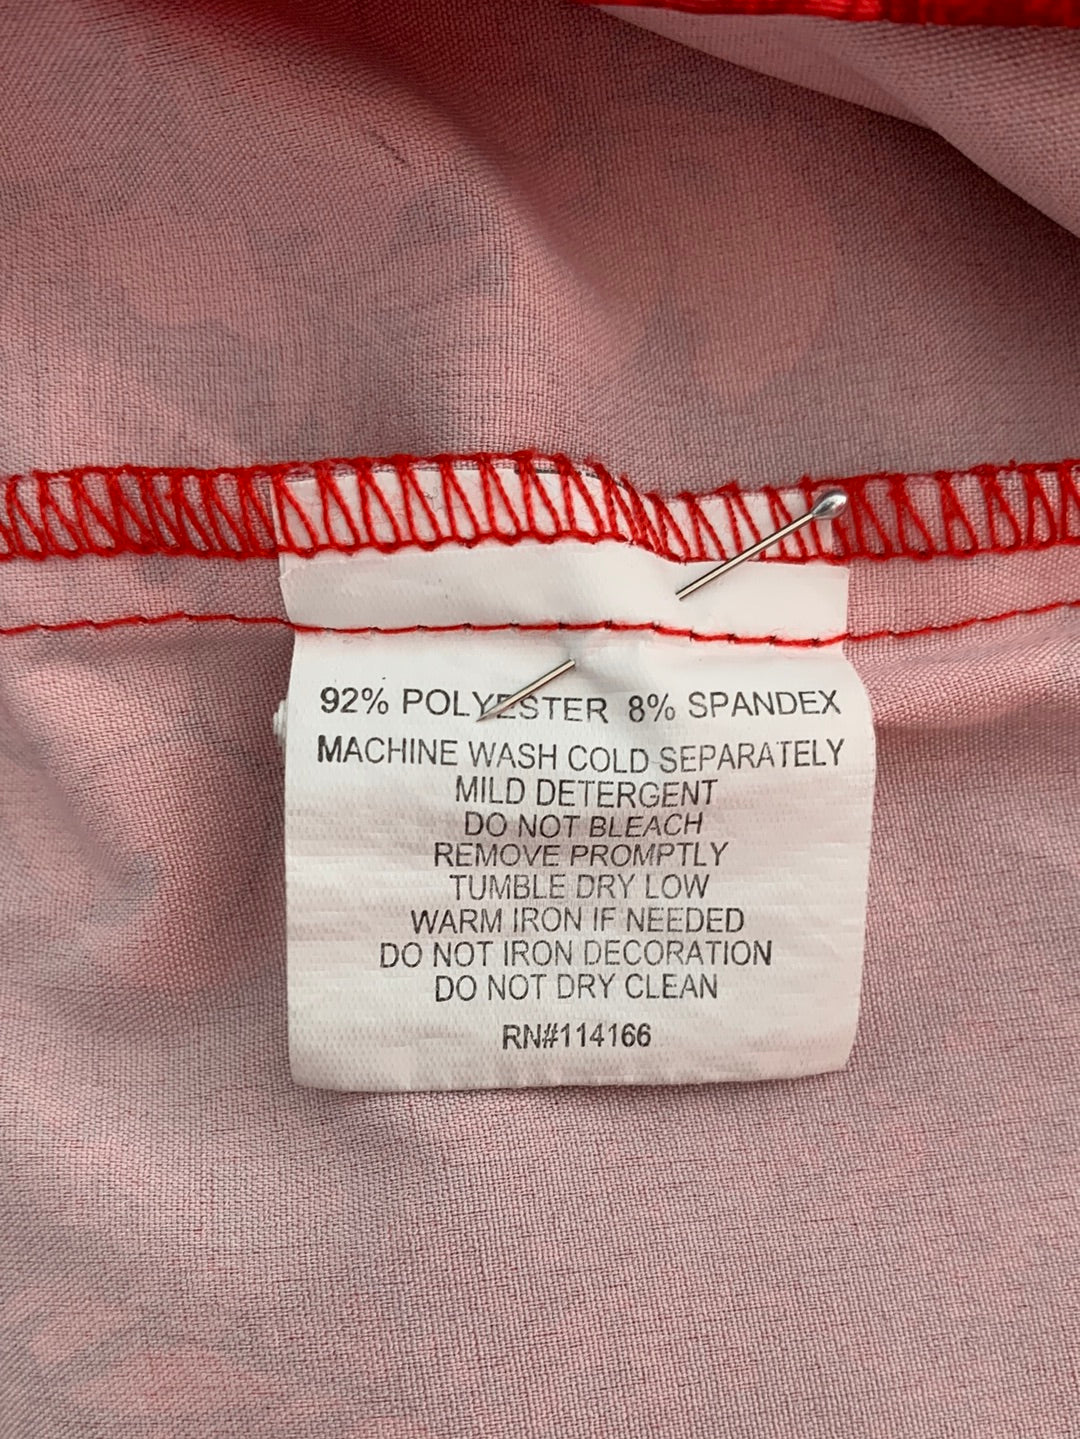 92% POLYESTER 8% SPANDEX
MACHINE WASH COLD SEPARATELY
MILD DETERGENT
DO NOT BLEACH
REMOVE PROMPTLY
TUMBLE DRY LOW
WARM IRON IF NEEDED
DO NOT IRON DECORATION
DO NOT DRY CLEAN
RN#114166